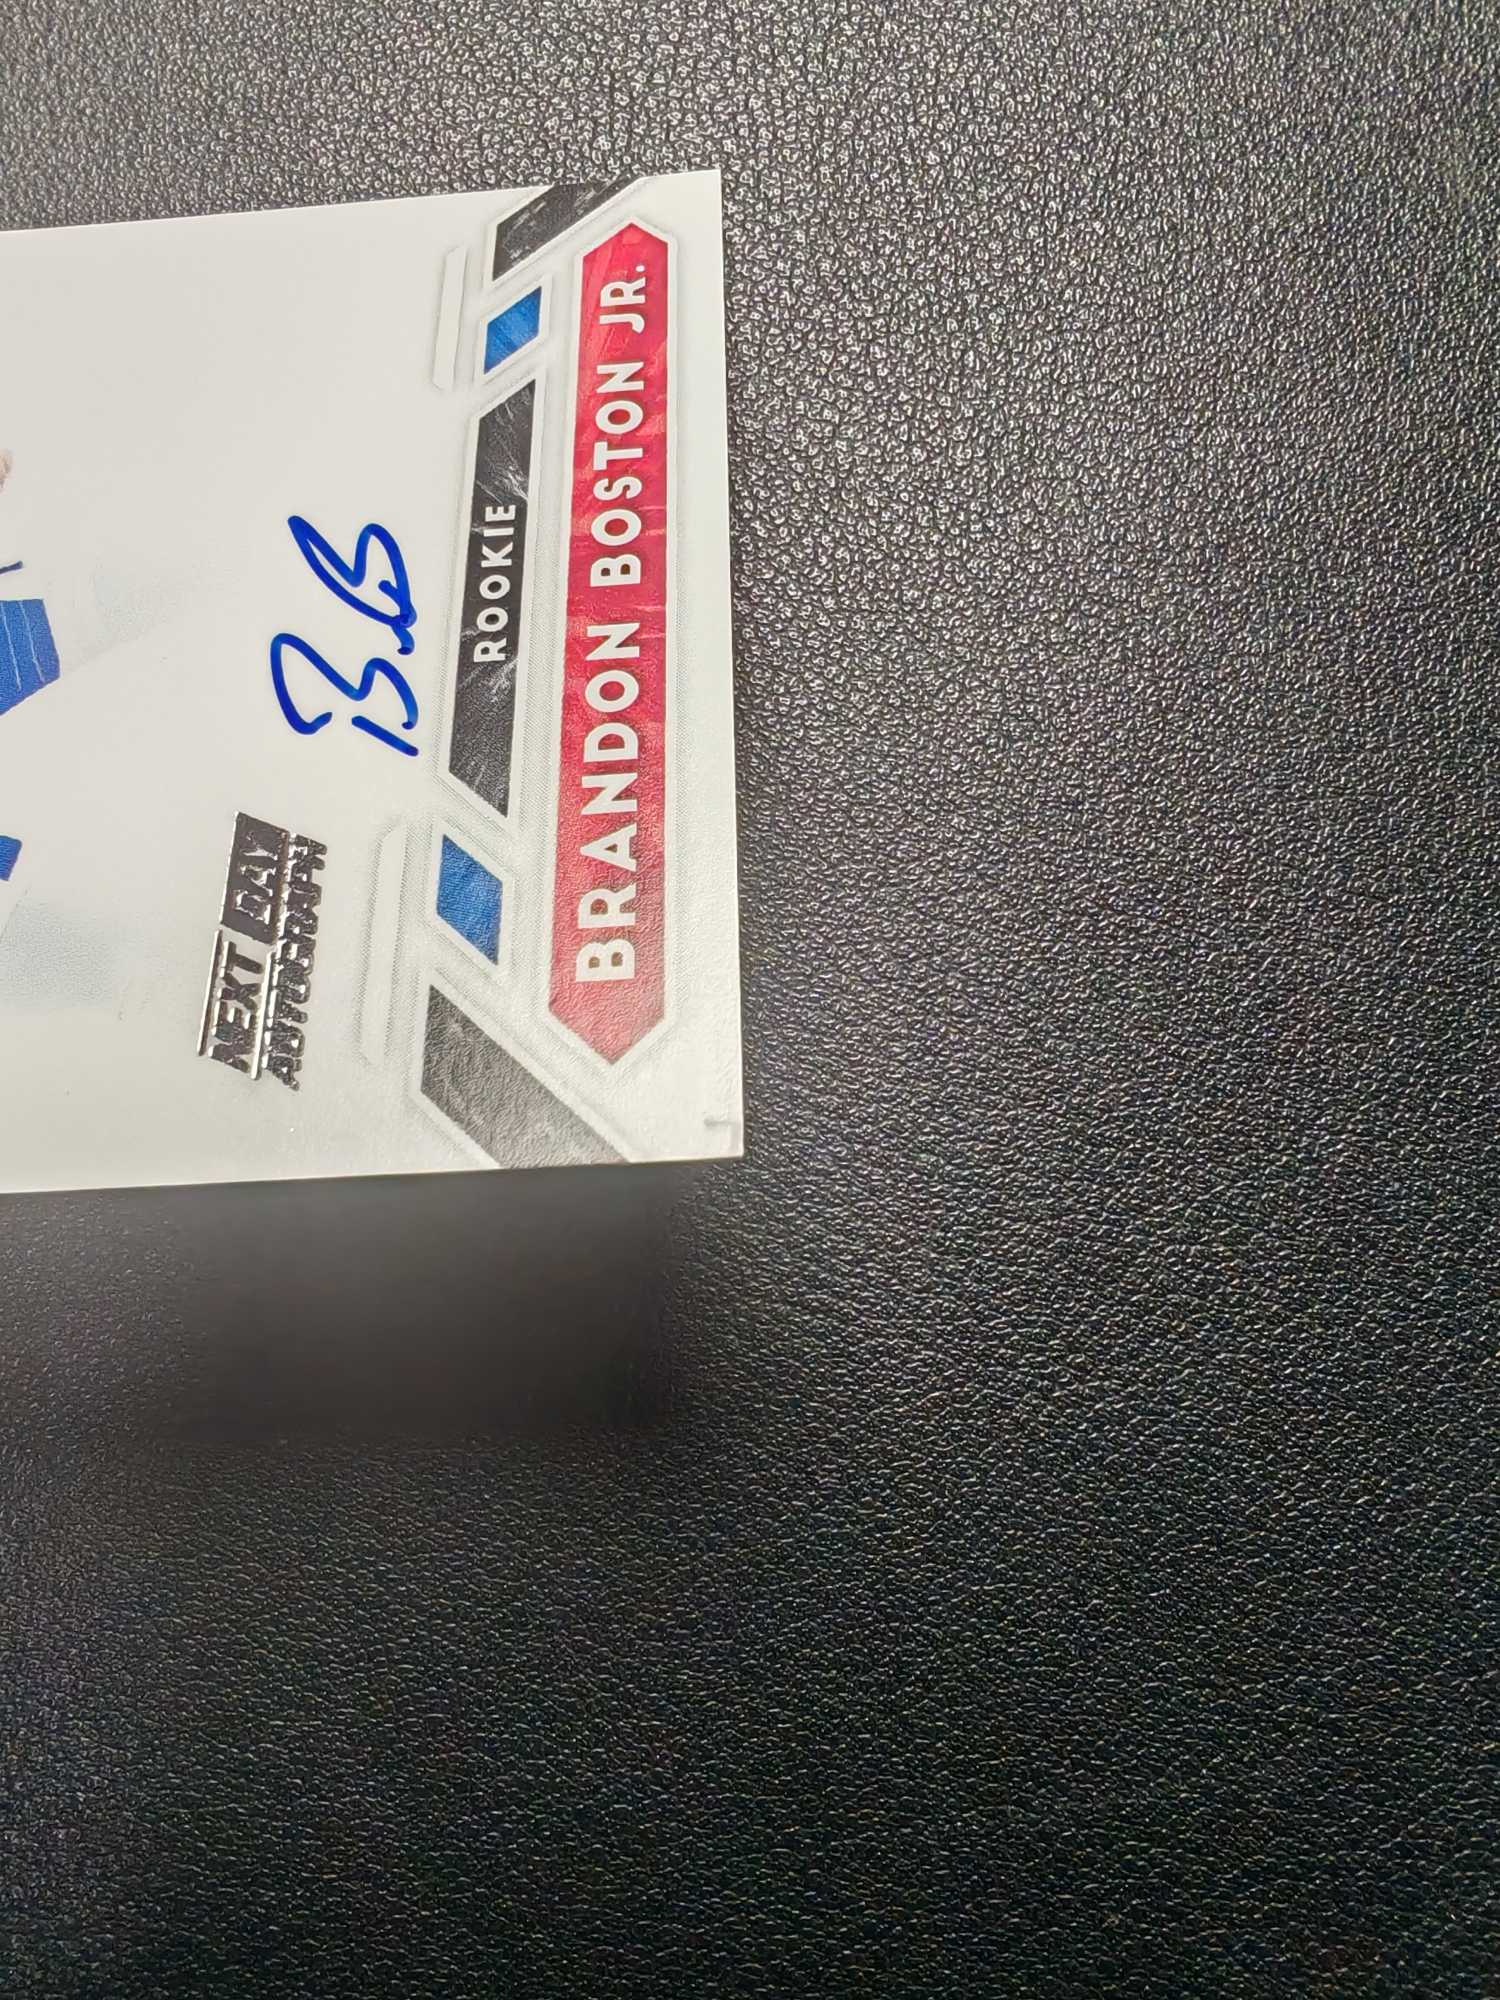 NEXT DAY
AUTOGRAPH
ROOKIE
BRANDON BOSTON JR.